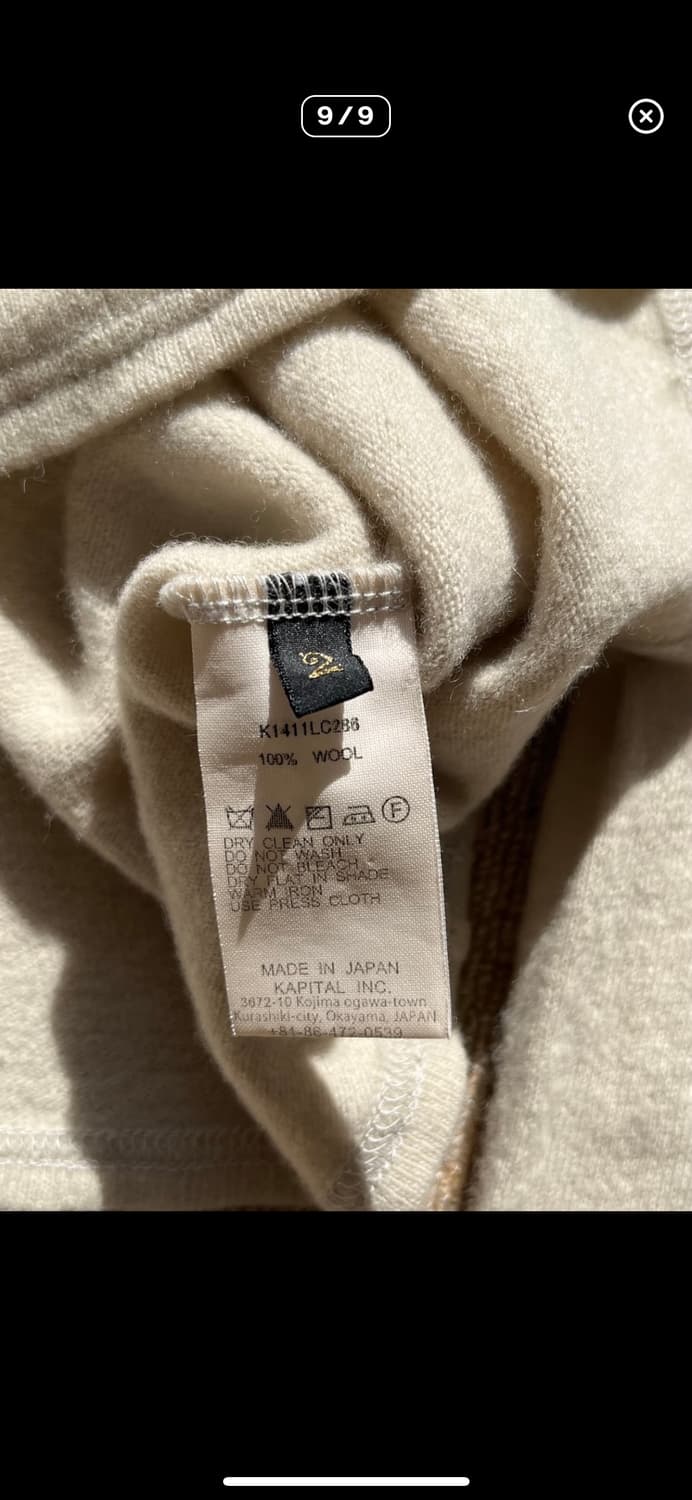 9/9
2
K1411LC286
100% WOOL
F
DRY CLEAN ONLY
DO NOT WASH
DO NOT BLEACH
DRY FLAT IN SHADE
WARM IRON
USE PRESS CLOTH
MADE IN JAPAN
KAPITAL INC.
3672-10 Kojima ogawa-town
Kurashiki-city, Okayama, JAPAN
+81-86-472-0539